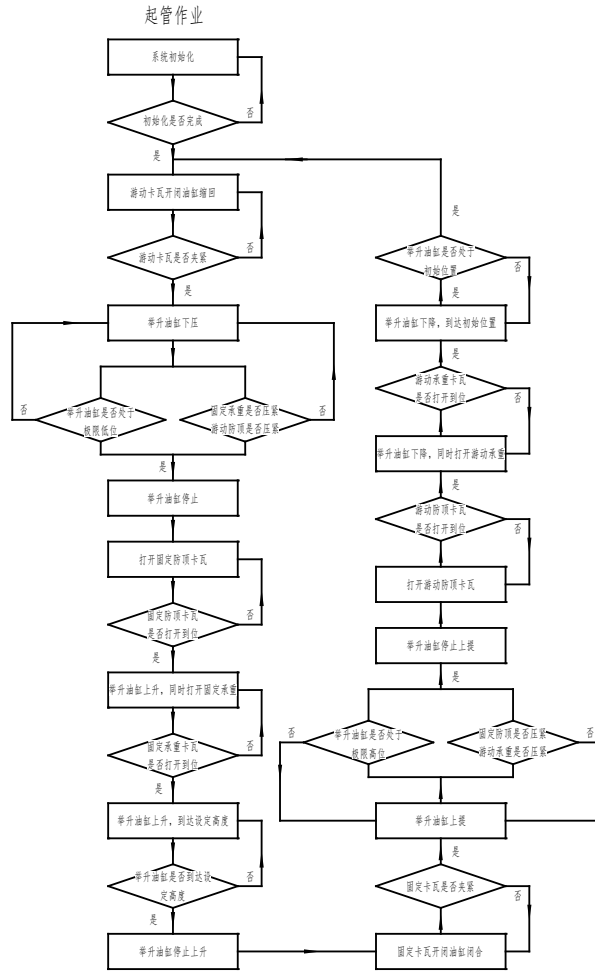 起管作业
系统初始化
初始化是否完成
否
是
游动卡瓦开闭油缸缩回
游动卡瓦是否夹紧
否
是
举升油缸下压
举升油缸是否处于
极限低位
否
固定承重是否压紧
游动防顶是否压紧
否
是
举升油缸停止
打开固定防顶卡瓦
固定防顶卡瓦
是否打开到位
否
是
举升油缸上升，同时打开固定承重
固定承重卡瓦
是否打开到位
否
是
举升油缸上升，到达设定高度
举升油缸是否到达设
定高度
否
是
举升油缸停止上升
固定卡瓦开闭油缸闭合
固定卡瓦是否夹紧
否
是
举升油缸上提
举升油缸是否处于
极限高位
否
固定防顶是否压紧
游动承重是否压紧
否
是
举升油缸停止上提
打开游动防顶卡瓦
游动防顶卡瓦
是否打开到位
否
是
举升油缸下降，同时打开游动承重
游动承重卡瓦
是否打开到位
否
是
举升油缸下降，到达初始位置
是
举升油缸是否处于
初始位置
否
是